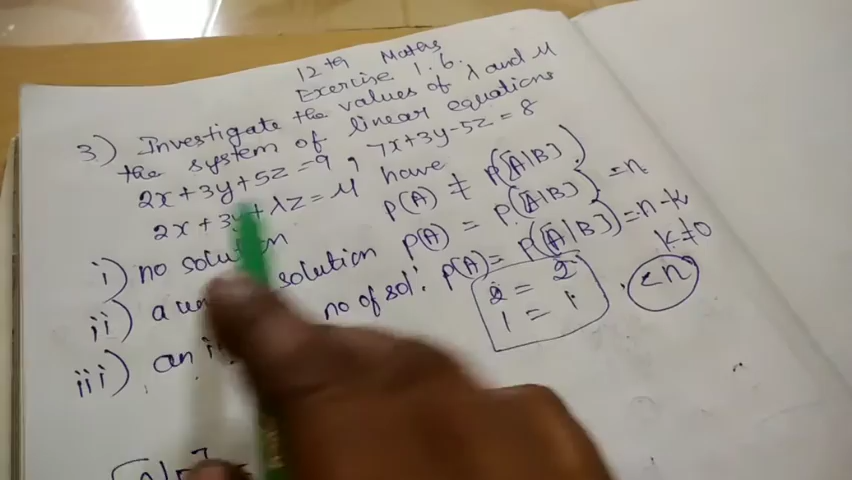 12th Maths
Exercise 1.6.
3) Investigate the values of λ and μ
the system of linear equations
2x + 3y + 5z = 9, 7x + 3y - 5z = 8
2x + 3y + λz = μ have
i) no solution ρ(A) ≠ ρ([A|B])
ii) a solution ρ(A) = ρ([A|B]) = n
iii) an no of sol: ρ(A) = ρ([A|B]) = n-k
k≠0
2 = 2 . < n
1 = 1